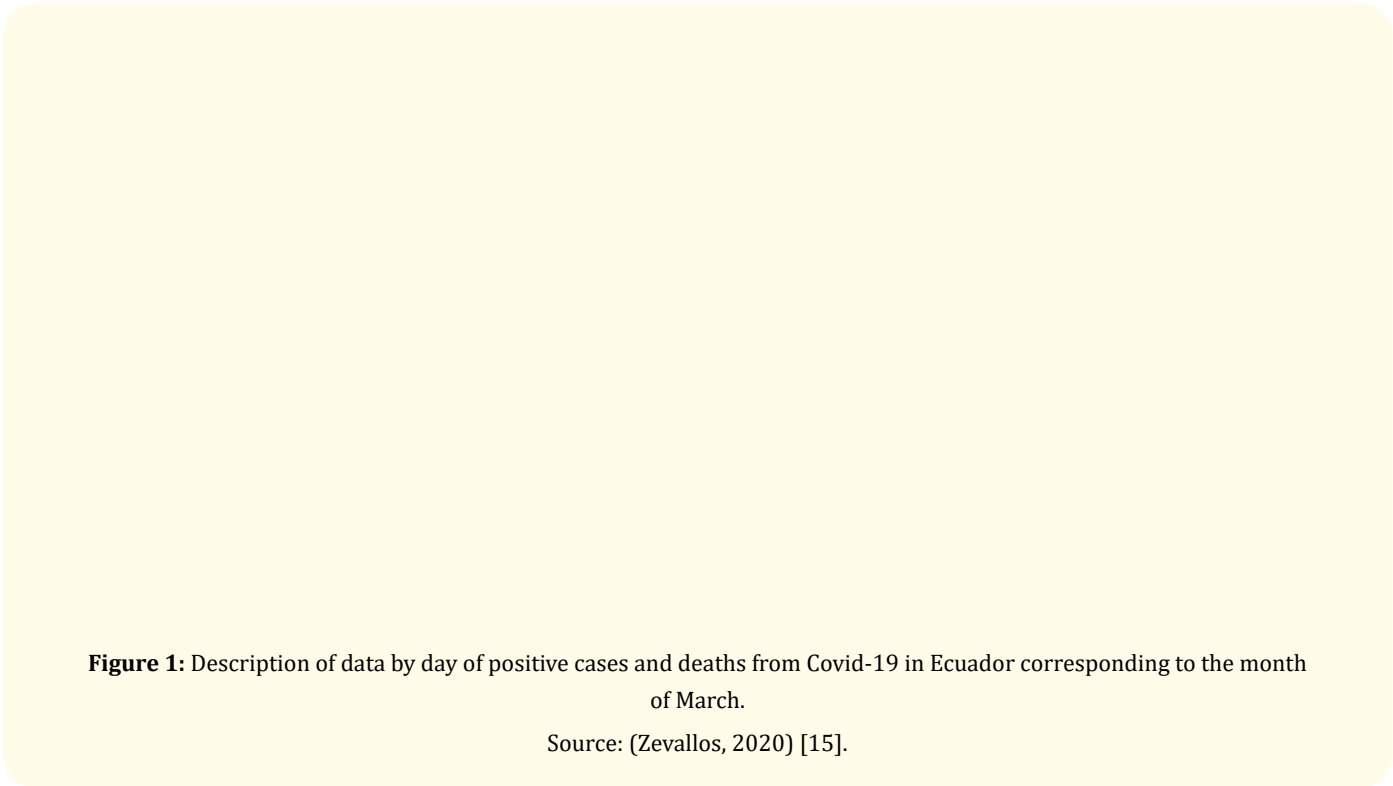 Figure 1: Description of data by day of positive cases and deaths from Covid-19 in Ecuador corresponding to the month
of March.
Source: (Zevallos, 2020) [15].